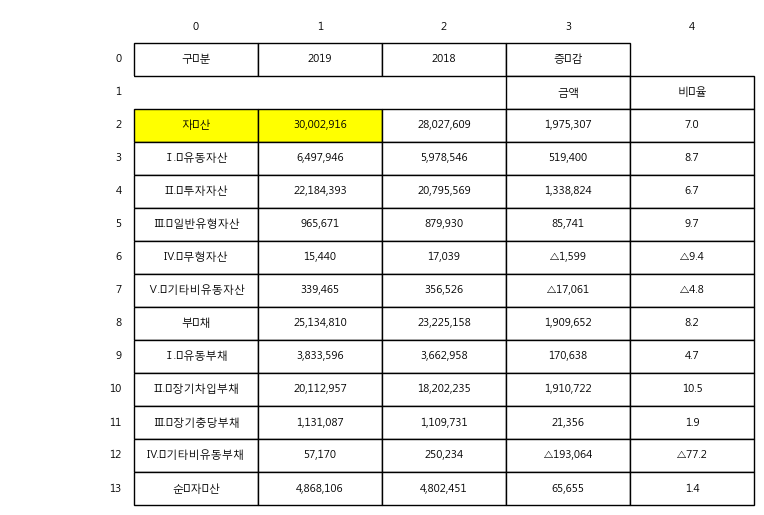 0 1 2 3 4
0 구분 2019 2018 증감
1 금액 비율
2 자산 30,002,916 28,027,609 1,975,307 7.0
3 Ⅰ.유동자산 6,497,946 5,978,546 519,400 8.7
4 Ⅱ.투자자산 22,184,393 20,795,569 1,338,824 6.7
5 Ⅲ.일반유형자산 965,671 879,930 85,741 9.7
6 Ⅳ.무형자산 15,440 17,039 △1,599 △9.4
7 Ⅴ.기타비유동자산 339,465 356,526 △17,061 △4.8
8 부채 25,134,810 23,225,158 1,909,652 8.2
9 Ⅰ.유동부채 3,833,596 3,662,958 170,638 4.7
10 Ⅱ.장기차입부채 20,112,957 18,202,235 1,910,722 10.5
11 Ⅲ.장기충당부채 1,131,087 1,109,731 21,356 1.9
12 Ⅳ.기타비유동부채 57,170 250,234 △193,064 △77.2
13 순자산 4,868,106 4,802,451 65,655 1.4